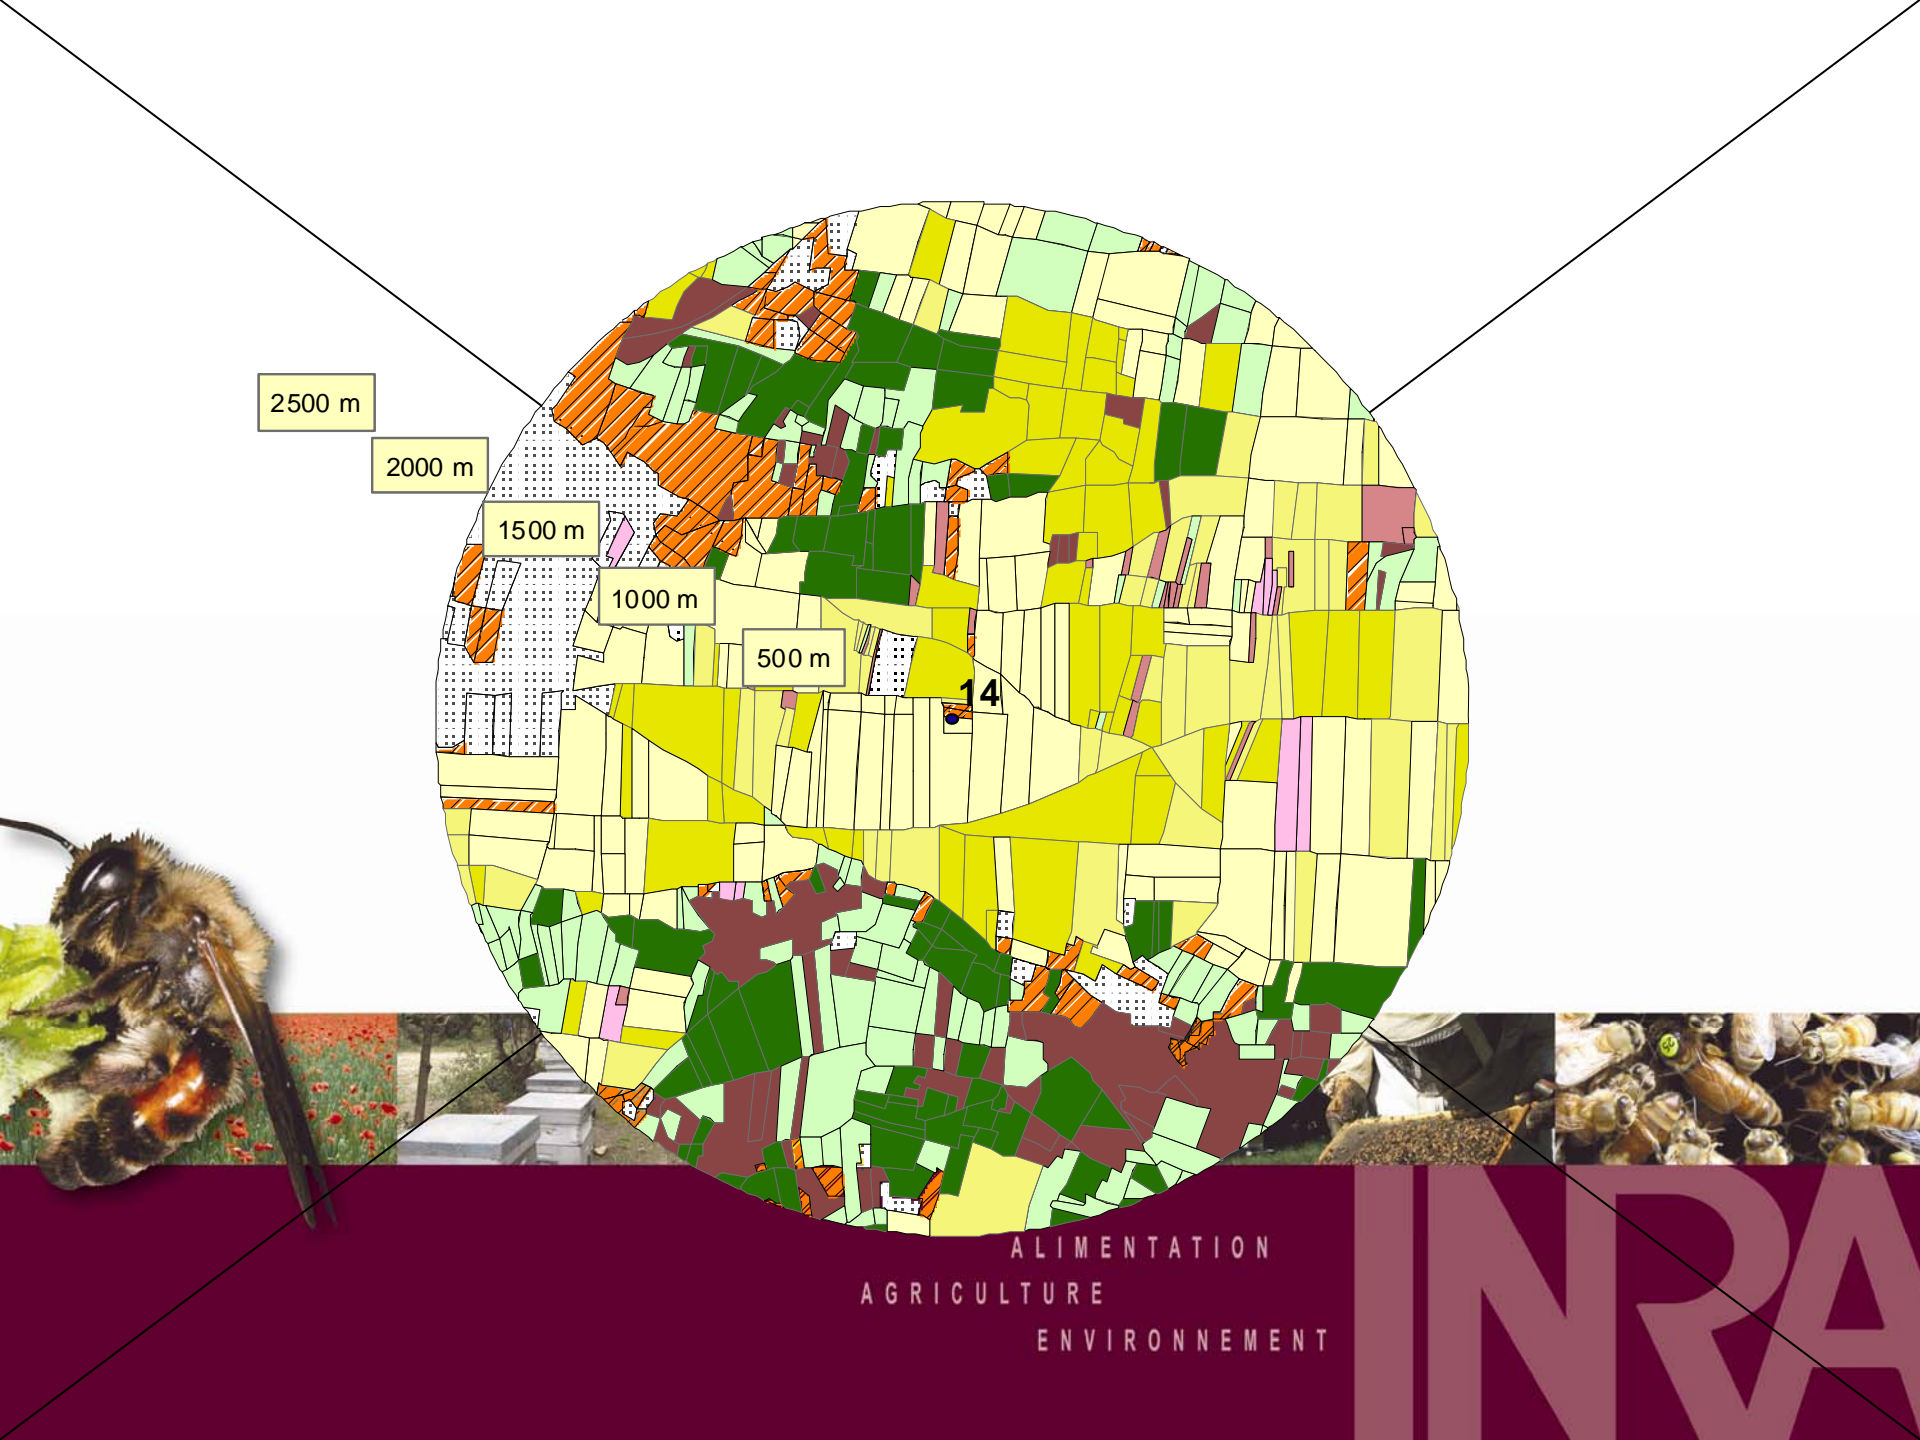 2500 m
2000 m
1500 m
1000 m
500 m
14
ALIMENTATION
AGRICULTURE
ENVIRONNEMENT
INRA